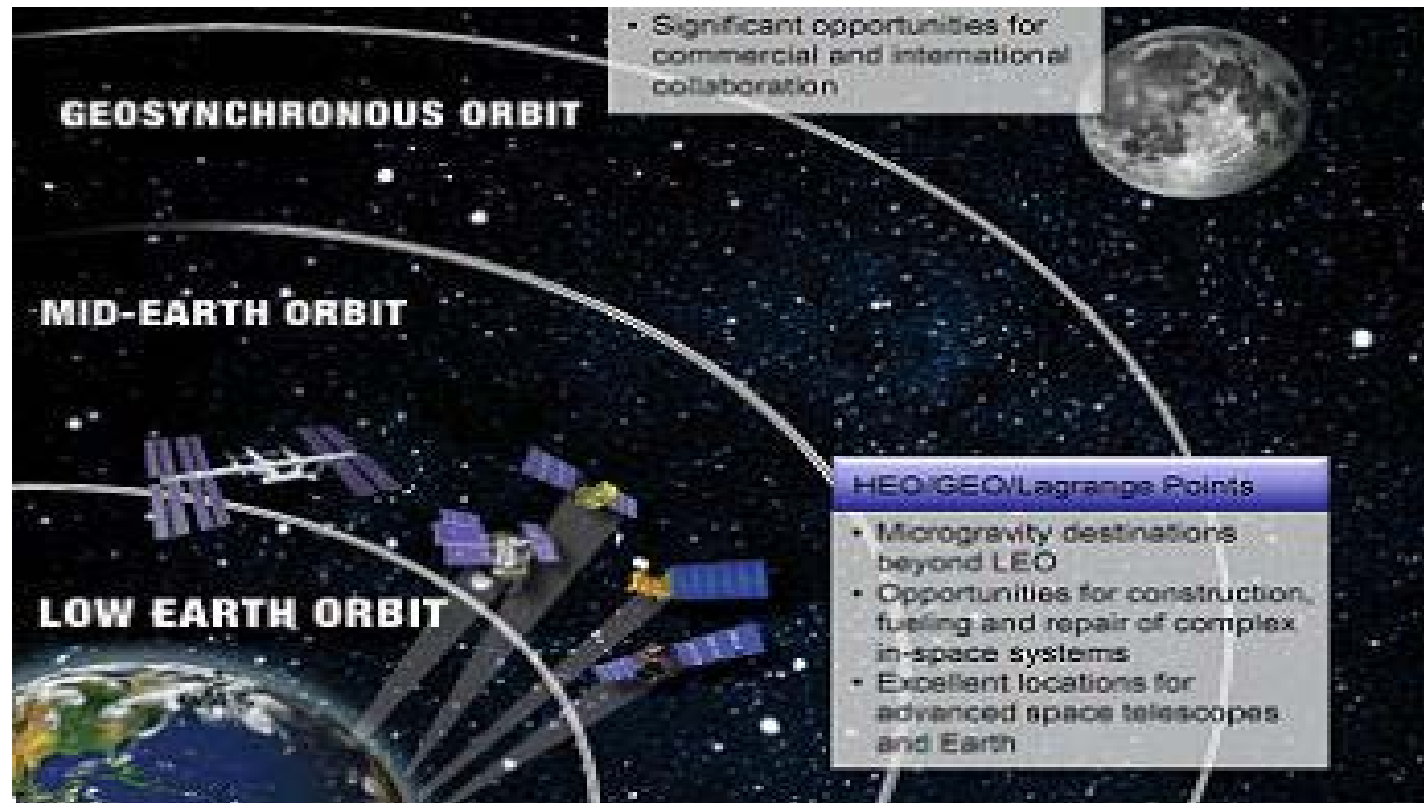 • Significant opportunities for
commercial and international
collaboration
GEOSYNCHRONOUS ORBIT
MID-EARTH ORBIT
LOW EARTH ORBIT
HEO/GEO/Lagrange Points
• Microgravity destinations
beyond LEO
• Opportunities for construction,
fueling and repair of complex
in-space systems
• Excellent locations for
advanced space telescopes
and Earth